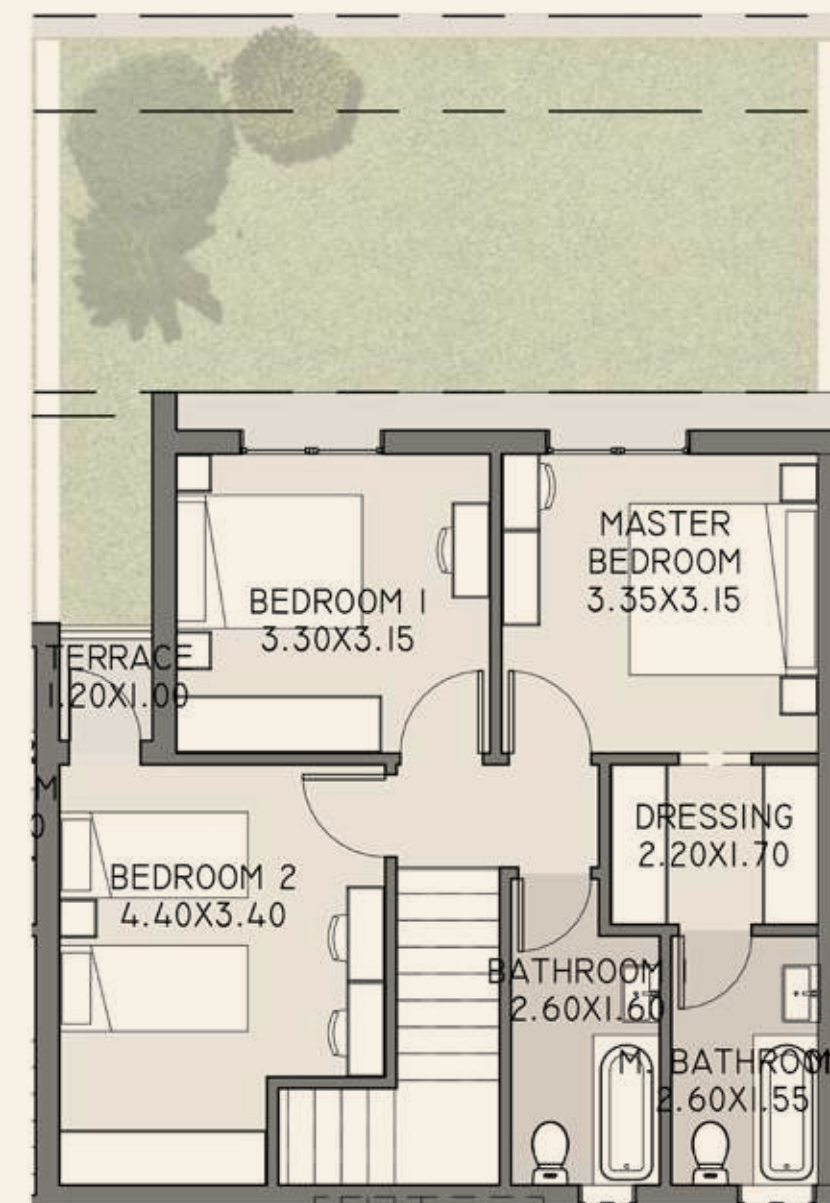 MASTER
BEDROOM
3.35X3.15
BEDROOM 1
3.30X3.15
TERRACE
1.20X1.00
DRESSING
2.20X1.70
BEDROOM 2
4.40X3.40
BATHROOM 1
2.60X1.60
M. BATHROOM
2.60X1.55
M
0